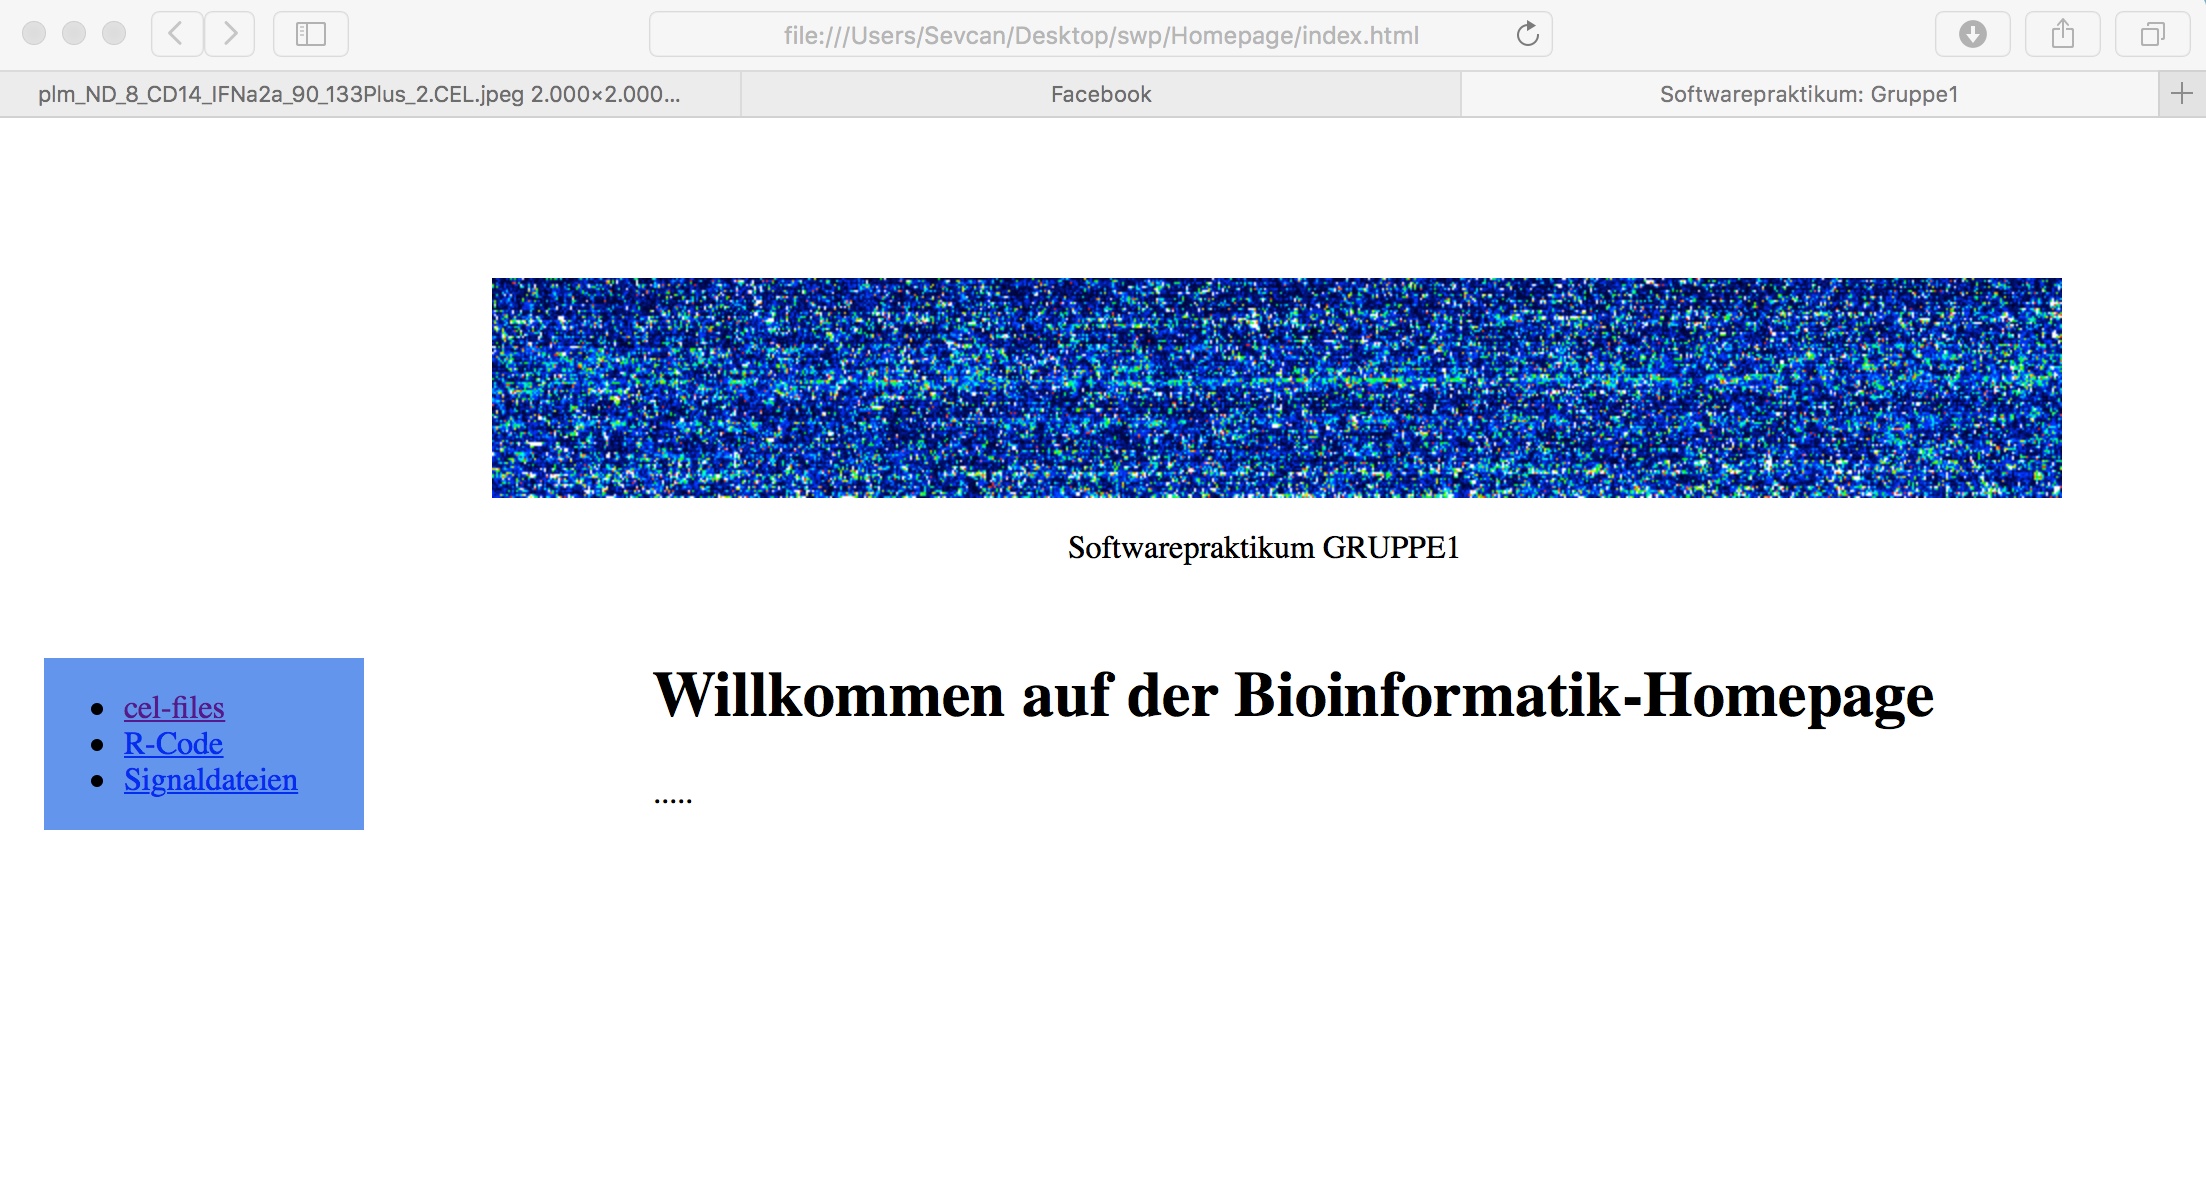 file:///Users/Sevcan/Desktop/swp/Homepage/index.html
plm_ND_8_CD14_IFNa2a_90_133Plus_2.CEL.jpeg 2.000×2.000...
Facebook
Softwarepraktikum: Gruppe1
Softwarepraktikum GRUPPE1
cel-files
R-Code
Signaldateien
Willkommen auf der Bioinformatik-Homepage
.....